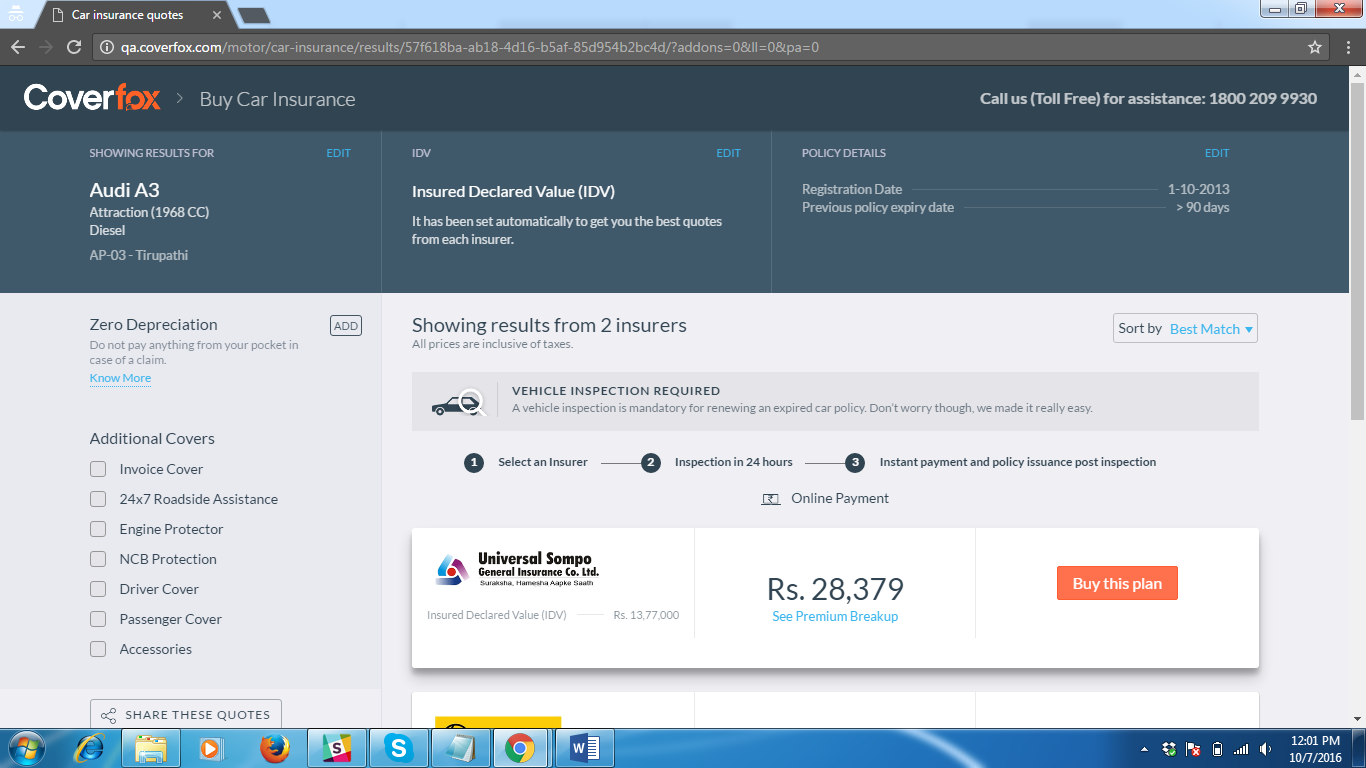 Car insurance quotes
qa.coverfox.com/motor/car-insurance/results/57f618ba-ab18-4d16-b5af-85d954b2bc4d/?addons=0&ll=0&pa=0
Coverfox > Buy Car Insurance
Call us (Toll Free) for assistance: 1800 209 9930
SHOWING RESULTS FOR EDIT
Audi A3
Attraction (1968 CC)
Diesel
AP-03 - Tirupathi
IDV EDIT
Insured Declared Value (IDV)
It has been set automatically to get you the best quotes
from each insurer.
POLICY DETAILS EDIT
Registration Date 1-10-2013
Previous policy expiry date > 90 days
Zero Depreciation ADD
Do not pay anything from your pocket in
case of a claim.
Know More
Additional Covers
Invoice Cover
24x7 Roadside Assistance
Engine Protector
NCB Protection
Driver Cover
Passenger Cover
Accessories
SHARE THESE QUOTES
Showing results from 2 insurers
All prices are inclusive of taxes.
Sort by Best Match
VEHICLE INSPECTION REQUIRED
A vehicle inspection is mandatory for renewing an expired car policy. Don't worry though, we made it really easy.
1 Select an Insurer 2 Inspection in 24 hours 3 Instant payment and policy issuance post inspection
Online Payment
Universal Sompo
General Insurance Co. Ltd.
Suraksha, Hamesha Aapke Saath
Insured Declared Value (IDV) Rs. 13,77,000
Rs. 28,379
See Premium Breakup
Buy this plan
12:01 PM
10/7/2016